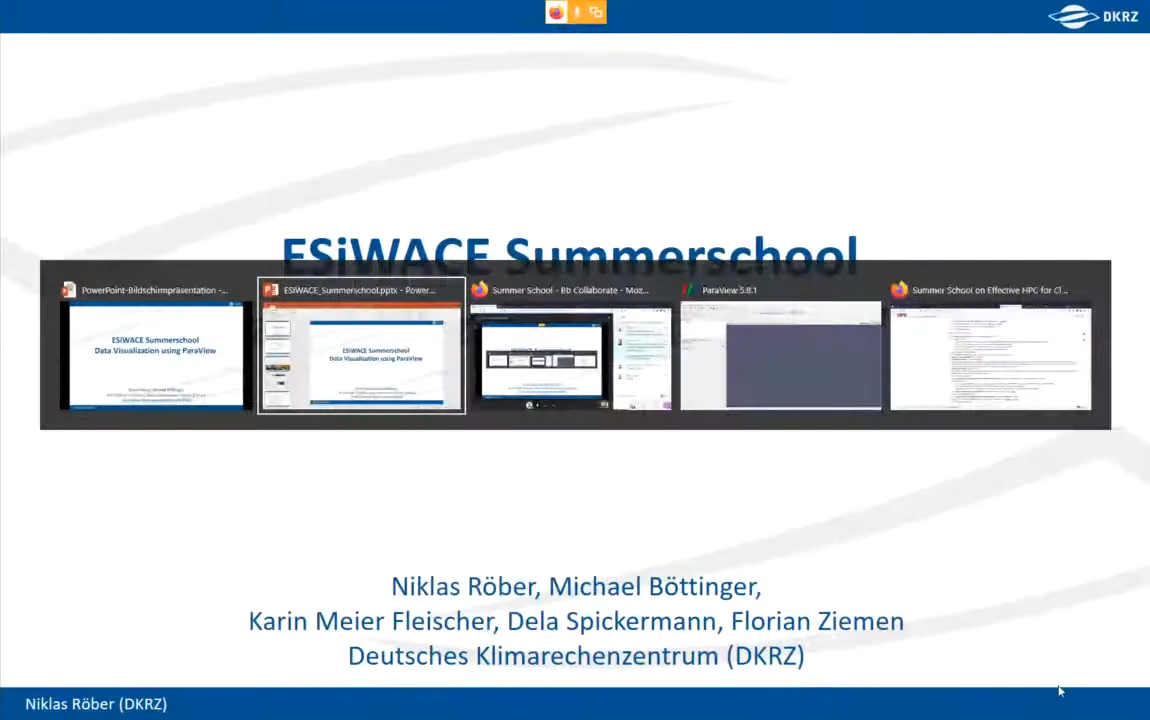 DKRZ
ESiWACE Summerschool
PowerPoint-Bildschirmpräsentation -...
ESiWACE_Summerschool.pptx - Power...
Summer School - Bb Collaborate - Moz...
ParaView 5.8.1
Summer School on Effective HPC for Cl...
ESiWACE Summerschool
Data Visualization using ParaView
ESiWACE Summerschool
Data Visualization using ParaView
Niklas Röber, Michael Böttinger,
Karin Meier Fleischer, Dela Spickermann, Florian Ziemen
Deutsches Klimarechenzentrum (DKRZ)
Niklas Röber (DKRZ)